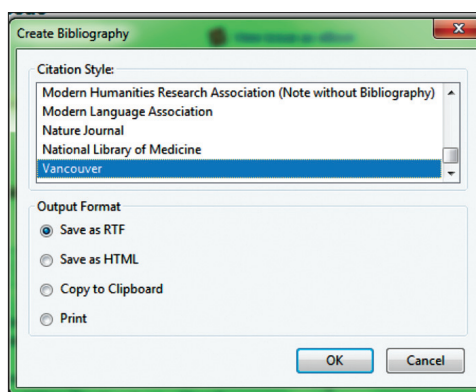 Create Bibliography
Citation Style:
Modern Humanities Research Association (Note without Bibliography)
Modern Language Association
Nature Journal
National Library of Medicine
Vancouver
Output Format
Save as RTF
Save as HTML
Copy to Clipboard
Print
OK
Cancel